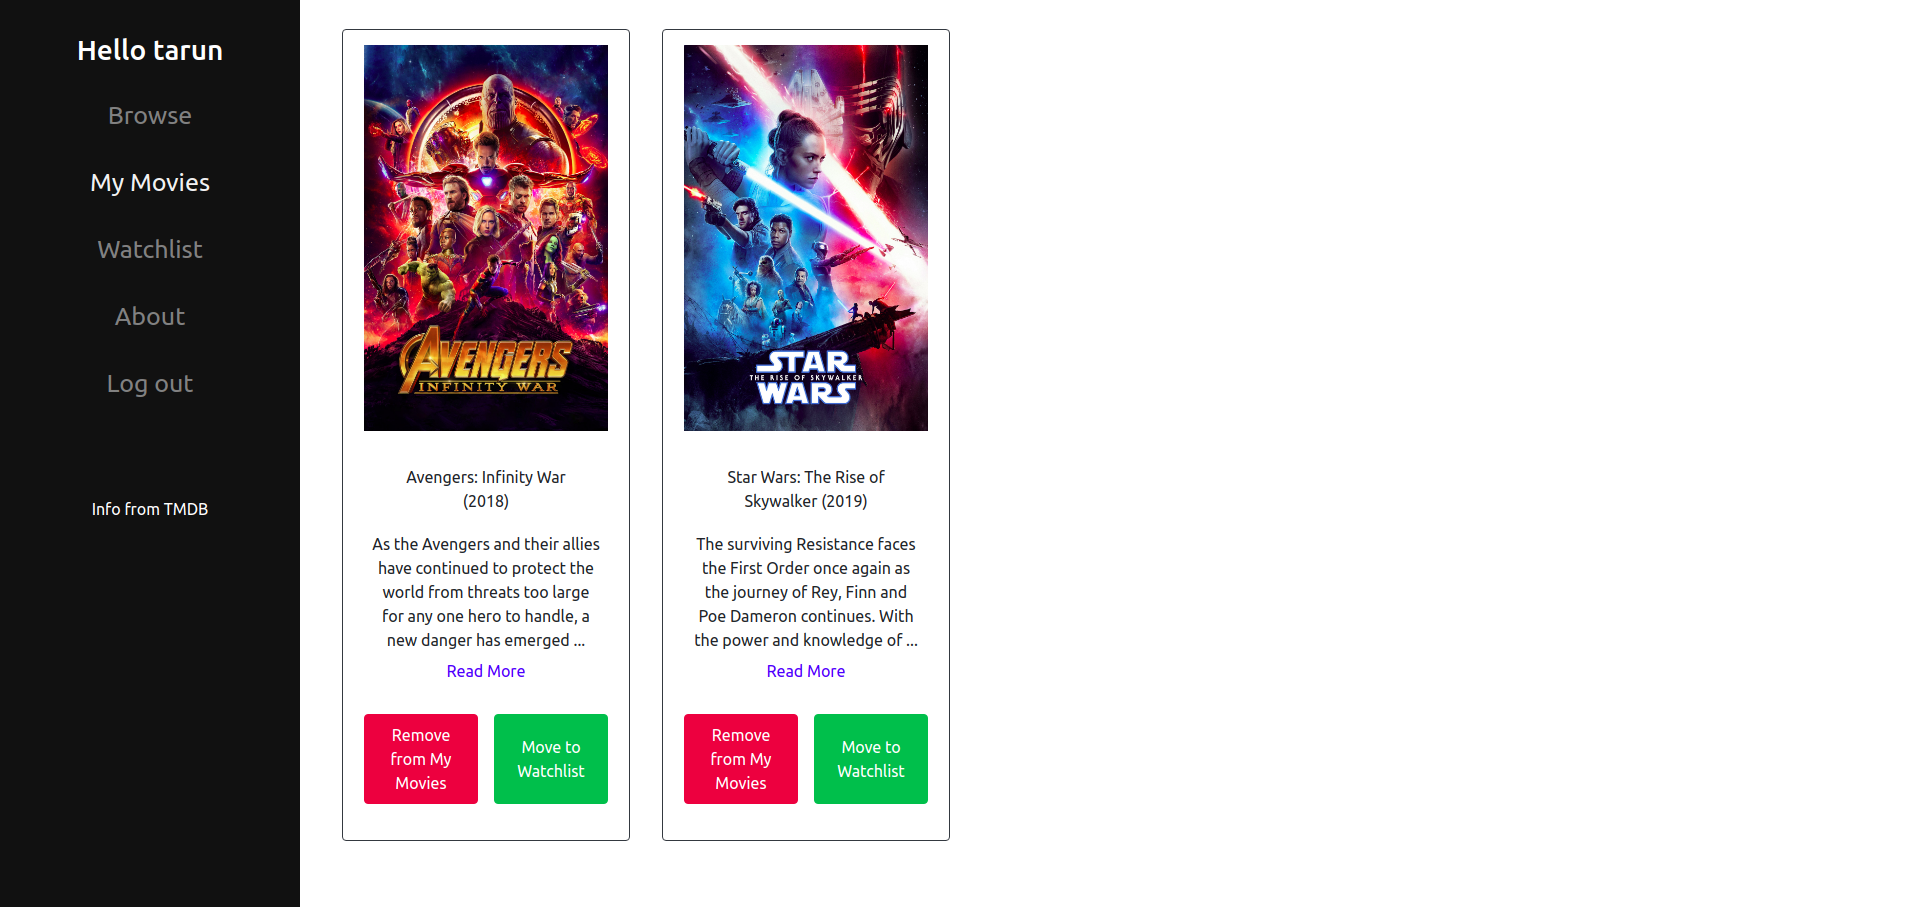 Hello tarun
Browse
My Movies
Watchlist
About
Log out
Info from TMDB
AVENGERS
INFINITY WAR
Avengers: Infinity War
(2018)
As the Avengers and their allies
have continued to protect the
world from threats too large
for any one hero to handle, a
new danger has emerged ...
Read More
Remove
from My
Movies
Move to
Watchlist
STAR
THE RISE OF SKYWALKER
WARS
Star Wars: The Rise of
Skywalker (2019)
The surviving Resistance faces
the First Order once again as
the journey of Rey, Finn and
Poe Dameron continues. With
the power and knowledge of ...
Read More
Remove
from My
Movies
Move to
Watchlist